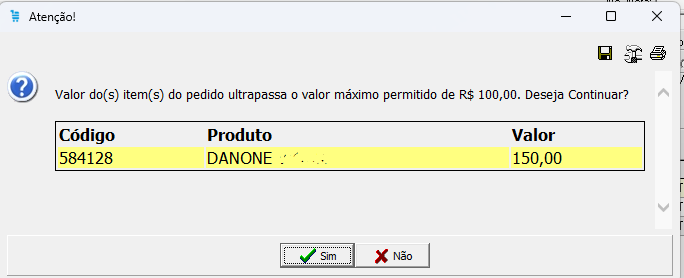 Atenção!
Valor do(s) item(s) do pedido ultrapassa o valor máximo permitido de R$ 100,00. Deseja Continuar?
Código Produto Valor
584128 DANONE 150,00
Sim Não